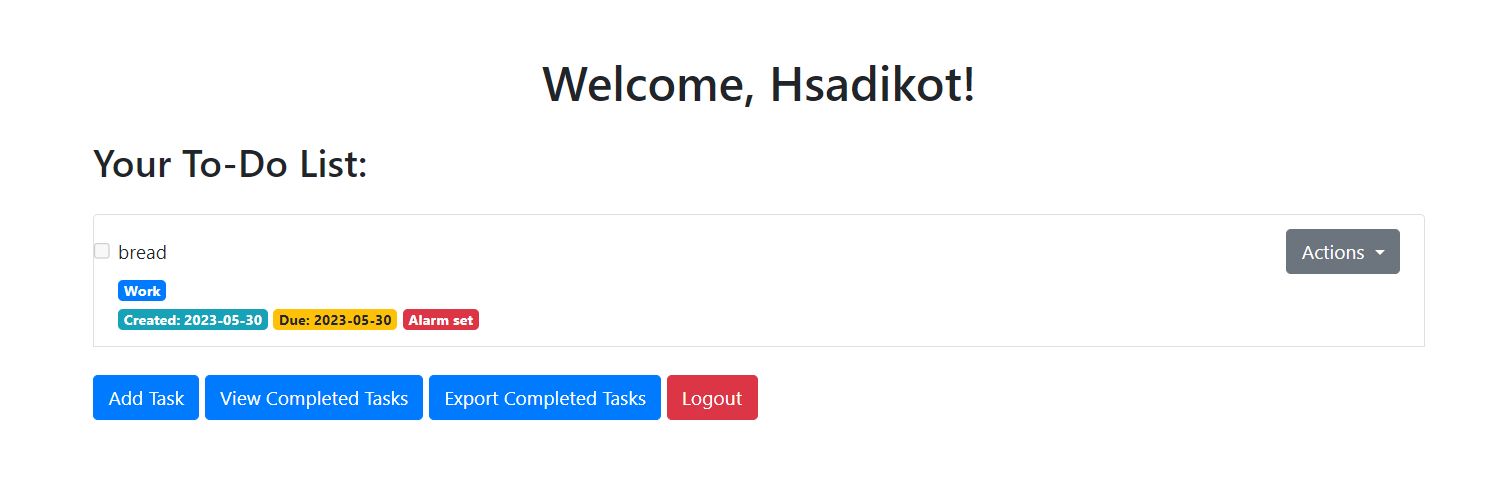 Welcome, Hsadikot!
Your To-Do List:
bread
Actions
Work
Created: 2023-05-30 Due: 2023-05-30 Alarm set
Add Task View Completed Tasks Export Completed Tasks Logout